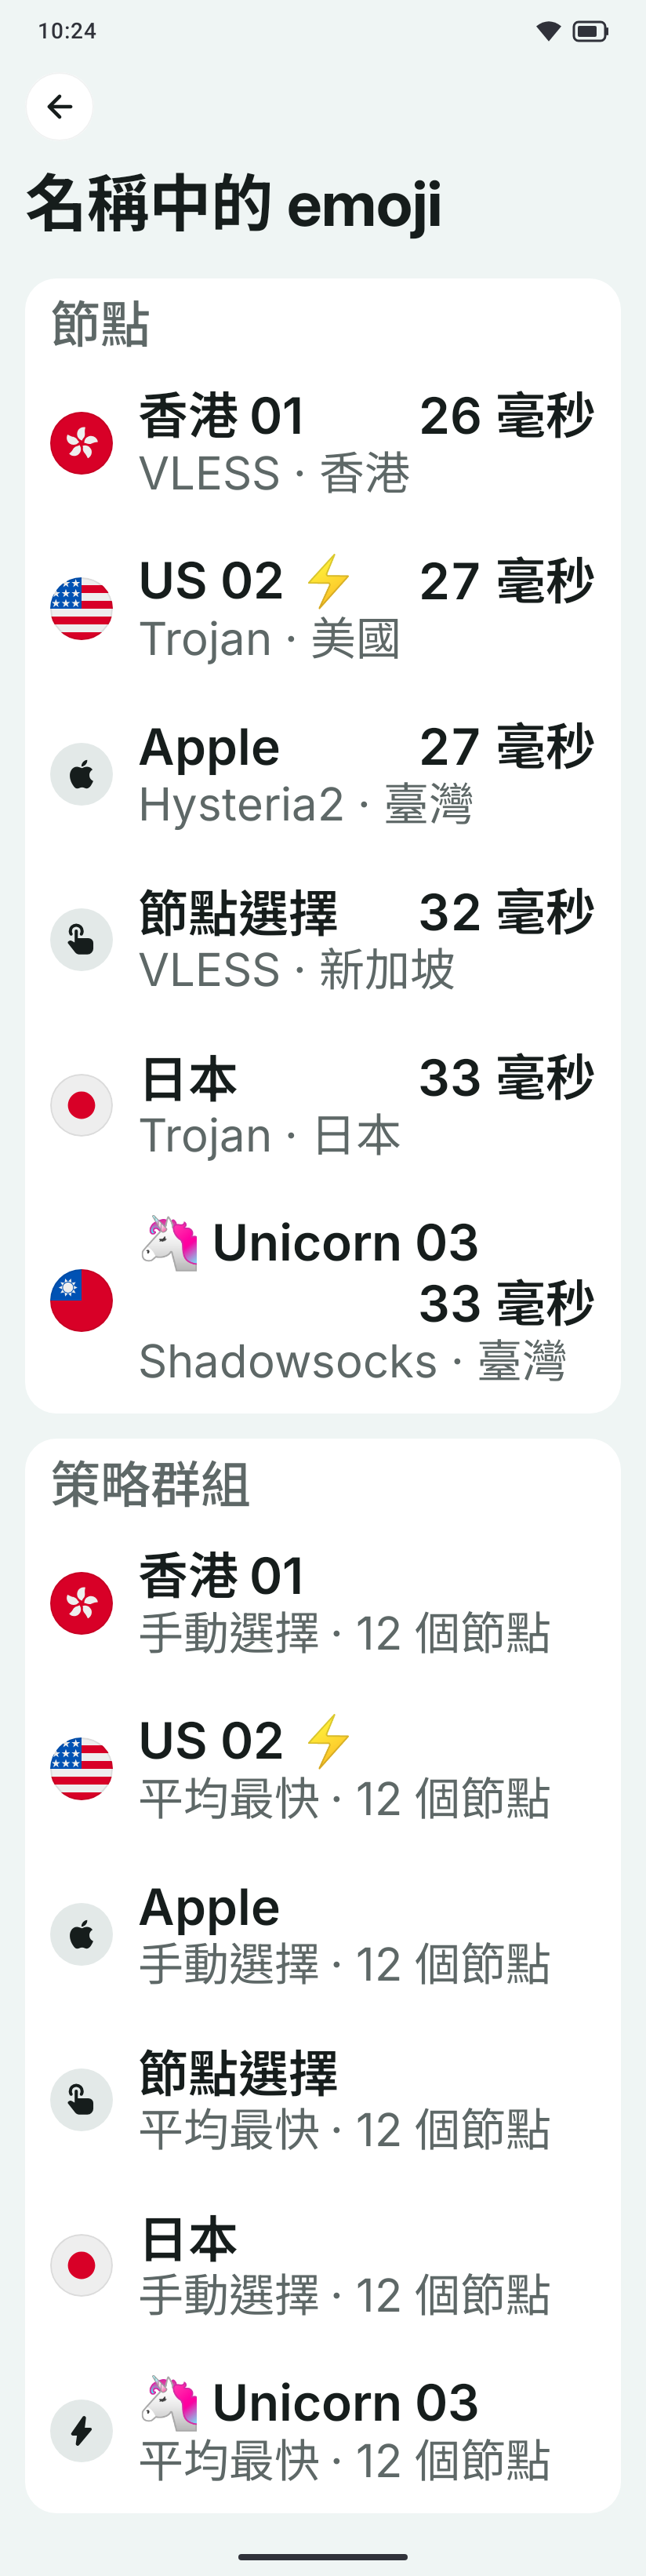 10:24
名稱中的 emoji
節點
香港 01 26 毫秒
VLESS · 香港
US 02 ⚡ 27 毫秒
Trojan · 美國
Apple 27 毫秒
Hysteria2 · 臺灣
節點選擇 32 毫秒
VLESS · 新加坡
日本 33 毫秒
Trojan · 日本
🦄 Unicorn 03
33 毫秒
Shadowsocks · 臺灣
策略群組
香港 01
手動選擇 · 12 個節點
US 02 ⚡
平均最快 · 12 個節點
Apple
手動選擇 · 12 個節點
節點選擇
平均最快 · 12 個節點
日本
手動選擇 · 12 個節點
🦄 Unicorn 03
平均最快 · 12 個節點